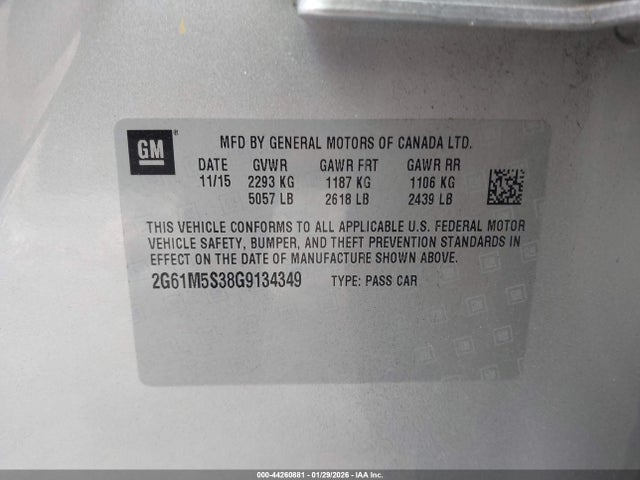 GM ®
MFD BY GENERAL MOTORS OF CANADA LTD.
DATE GVWR GAWR FRT GAWR RR
11/15 2293 KG 1187 KG 1106 KG
5057 LB 2618 LB 2439 LB
THIS VEHICLE CONFORMS TO ALL APPLICABLE U.S. FEDERAL MOTOR
VEHICLE SAFETY, BUMPER, AND THEFT PREVENTION STANDARDS IN
EFFECT ON THE DATE OF MANUFACTURE SHOWN ABOVE.
2G61M5S38G9134349 TYPE: PASS CAR
000-44260881 - 01/29/2026 - IAA Inc.